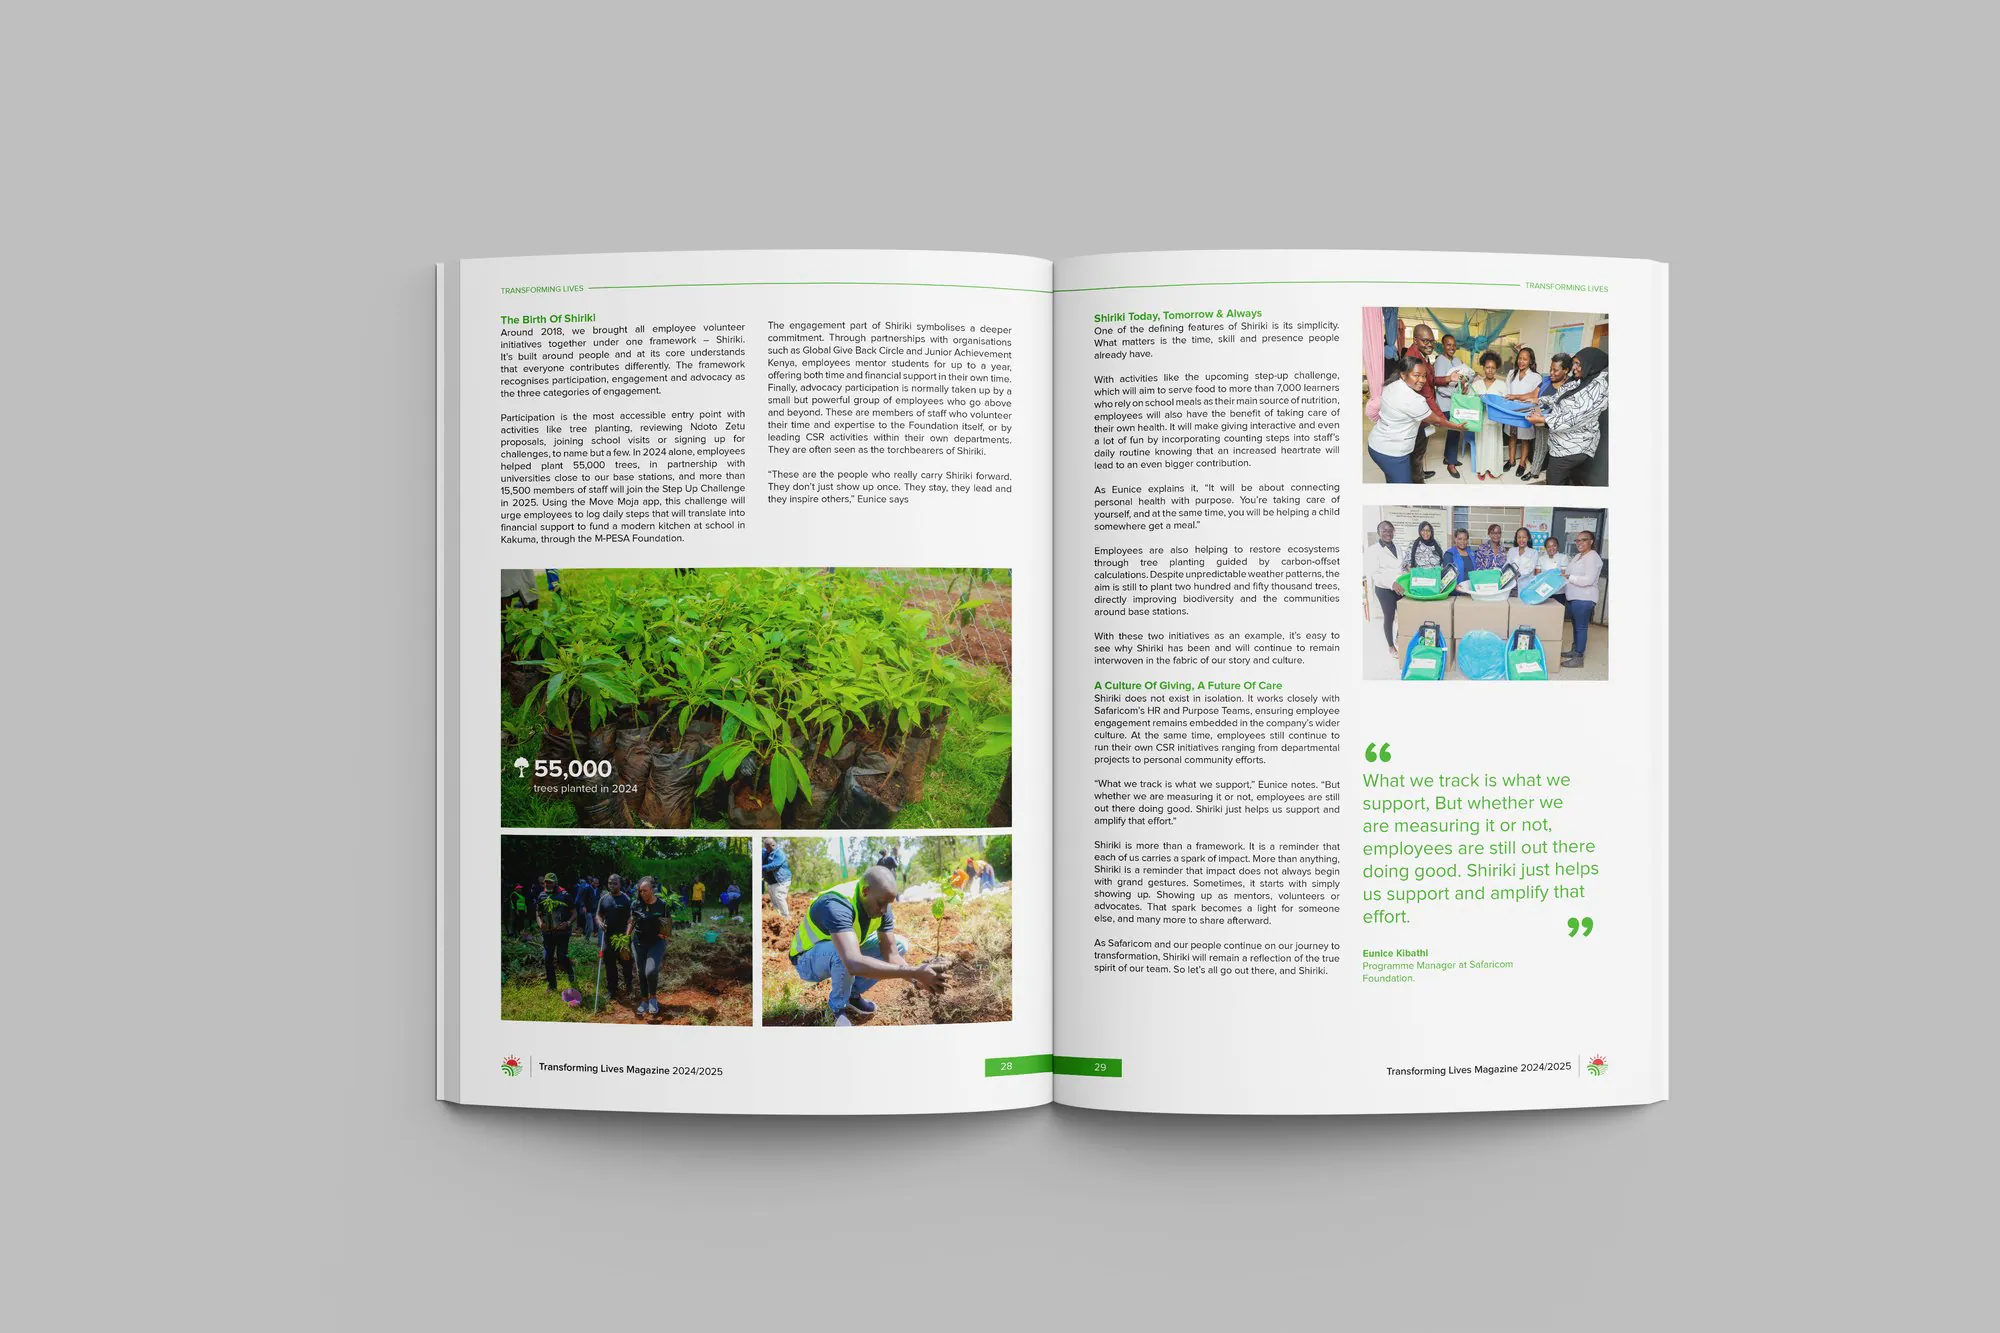 TRANSFORMING LIVES
The Birth Of Shiriki
Around 2018, we brought all employee volunteer
initiatives together under one framework – Shiriki.
It's built around people and at its core understands
that everyone contributes differently. The framework
recognises participation, engagement and advocacy as
the three categories of engagement.
Participation is the most accessible entry point with
activities like tree planting, reviewing Ndoto Zetu
proposals, joining school visits or signing up for
challenges, to name but a few. In 2024 alone, employees
helped plant 55,000 trees, in partnership with
universities close to our base stations, and more than
15,500 members of staff will join the Step Up Challenge
in 2025. Using the Move Moja app, this challenge will
urge employees to log daily steps that will translate into
financial support to fund a modern kitchen at school in
Kakuma, through the M-PESA Foundation.
The engagement part of Shiriki symbolises a deeper
commitment. Through partnerships with organisations
such as Global Give Back Circle and Junior Achievement
Kenya, employees mentor students for up to a year,
offering both time and financial support in their own time.
Finally, advocacy participation is normally taken up by a
small but powerful group of employees who go above
and beyond. These are members of staff who volunteer
their time and expertise to the Foundation itself, or by
leading CSR activities within their own departments.
They are often seen as the torchbearers of Shiriki.
“These are the people who really carry Shiriki forward.
They don't just show up once. They stay, they lead and
they inspire others,” Eunice says
55,000
trees planted in 2024
Transforming Lives Magazine 2024/2025
28
TRANSFORMING LIVES
Shiriki Today, Tomorrow & Always
One of the defining features of Shiriki is its simplicity.
What matters is the time, skill and presence people
already have.
With activities like the upcoming step-up challenge,
which will aim to serve food to more than 7,000 learners
who rely on school meals as their main source of nutrition,
employees will also have the benefit of taking care of
their own health. It will make giving interactive and even
a lot of fun by incorporating counting steps into staff's
daily routine knowing that an increased heartrate will
lead to an even bigger contribution.
As Eunice explains it, “It will be about connecting
personal health with purpose. You're taking care of
yourself, and at the same time, you will be helping a child
somewhere get a meal.”
Employees are also helping to restore ecosystems
through tree planting guided by carbon-offset
calculations. Despite unpredictable weather patterns, the
aim is still to plant two hundred and fifty thousand trees,
directly improving biodiversity and the communities
around base stations.
With these two initiatives as an example, it's easy to
see why Shiriki has been and will continue to remain
interwoven in the fabric of our story and culture.
A Culture Of Giving, A Future Of Care
Shiriki does not exist in isolation. It works closely with
Safaricom's HR and Purpose Teams, ensuring employee
engagement remains embedded in the company's wider
culture. At the same time, employees still continue to
run their own CSR initiatives ranging from departmental
projects to personal community efforts.
“What we track is what we support,” Eunice notes. “But
whether we are measuring it or not, employees are still
out there doing good. Shiriki just helps us support and
amplify that effort.”
Shiriki is more than a framework. It is a reminder that
each of us carries a spark of impact. More than anything,
Shiriki is a reminder that impact does not always begin
with grand gestures. Sometimes, it starts with simply
showing up. Showing up as mentors, volunteers or
advocates. That spark becomes a light for someone
else, and many more to share afterward.
As Safaricom and our people continue on our journey to
transformation, Shiriki will remain a reflection of the true
spirit of our team. So let's all go out there, and Shiriki.
“
What we track is what we
support, But whether we
are measuring it or not,
employees are still out there
doing good. Shiriki just helps
us support and amplify that
effort.
”
Eunice Kibathi
Programme Manager at Safaricom
Foundation.
29
Transforming Lives Magazine 2024/2025